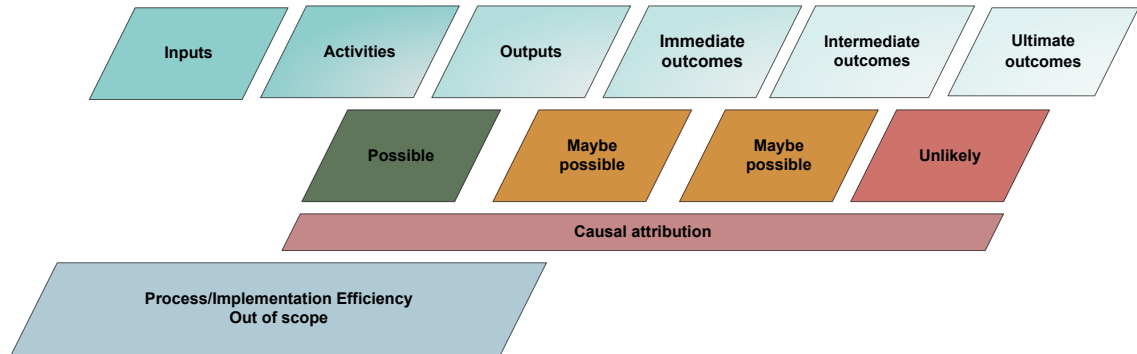 Inputs
Activities
Outputs
Immediate
outcomes
Intermediate
outcomes
Ultimate
outcomes
Possible
Maybe
possible
Maybe
possible
Unlikely
Causal attribution
Process/Implementation Efficiency
Out of scope